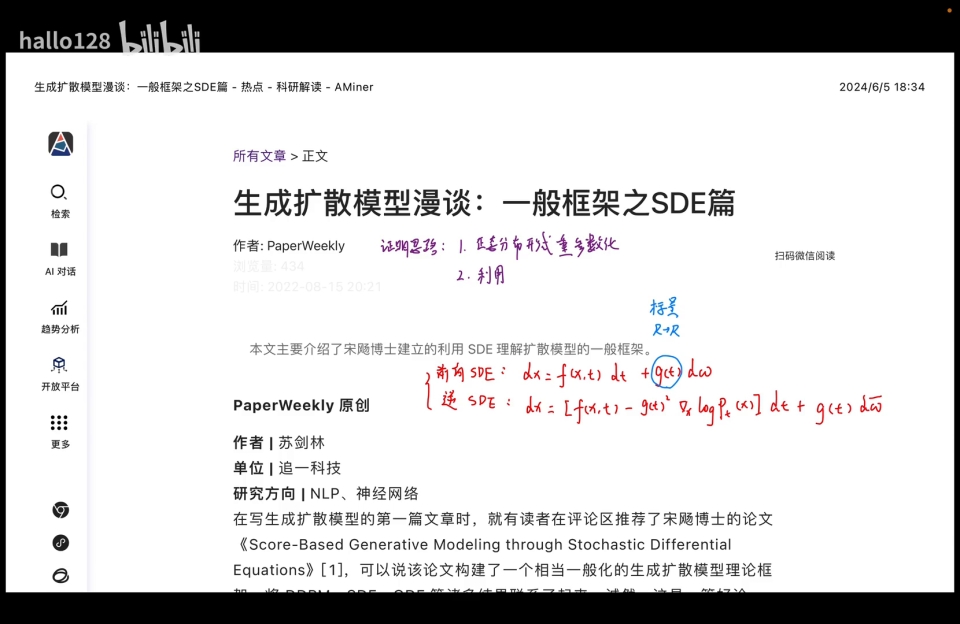 hallo128 bilibili
生成扩散模型漫谈：一般框架之SDE篇 - 热点 - 科研解读 - AMiner
2024/6/5 18:34
检索
AI 对话
趋势分析
开放平台
更多
所有文章 > 正文
生成扩散模型漫谈：一般框架之SDE篇
作者: PaperWeekly
证明思路: 1. 正态分布形式重参数化
2. 利用
浏览量: 434
时间: 2022-08-15 20:21
扫码微信阅读
标量
R→R
本文主要介绍了宋飏博士建立的利用 SDE 理解扩散模型的一般框架。
前向 SDE: dx = f(x,t) dt + g(t) dω
逆 SDE: dx = [f(x,t) - g(t)² ∇ₓ log Pₜ(x)] dt + g(t) dω̅
PaperWeekly 原创
作者 | 苏剑林
单位 | 追一科技
研究方向 | NLP、神经网络
在写生成扩散模型的第一篇文章时，就有读者在评论区推荐了宋飏博士的论文
《Score-Based Generative Modeling through Stochastic Differential
Equations》[1]，可以说该论文构建了一个相当一般化的生成扩散模型理论框